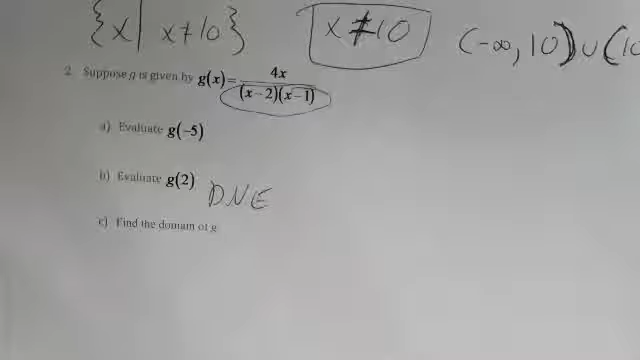 {x| x≠10} x≠10 (-∞, 10)∪(10
2. Suppose g is given by g(x)= 4x / (x-2)(x-1)
a) Evaluate g(-5)
b) Evaluate g(2) DNE
c) Find the domain of g